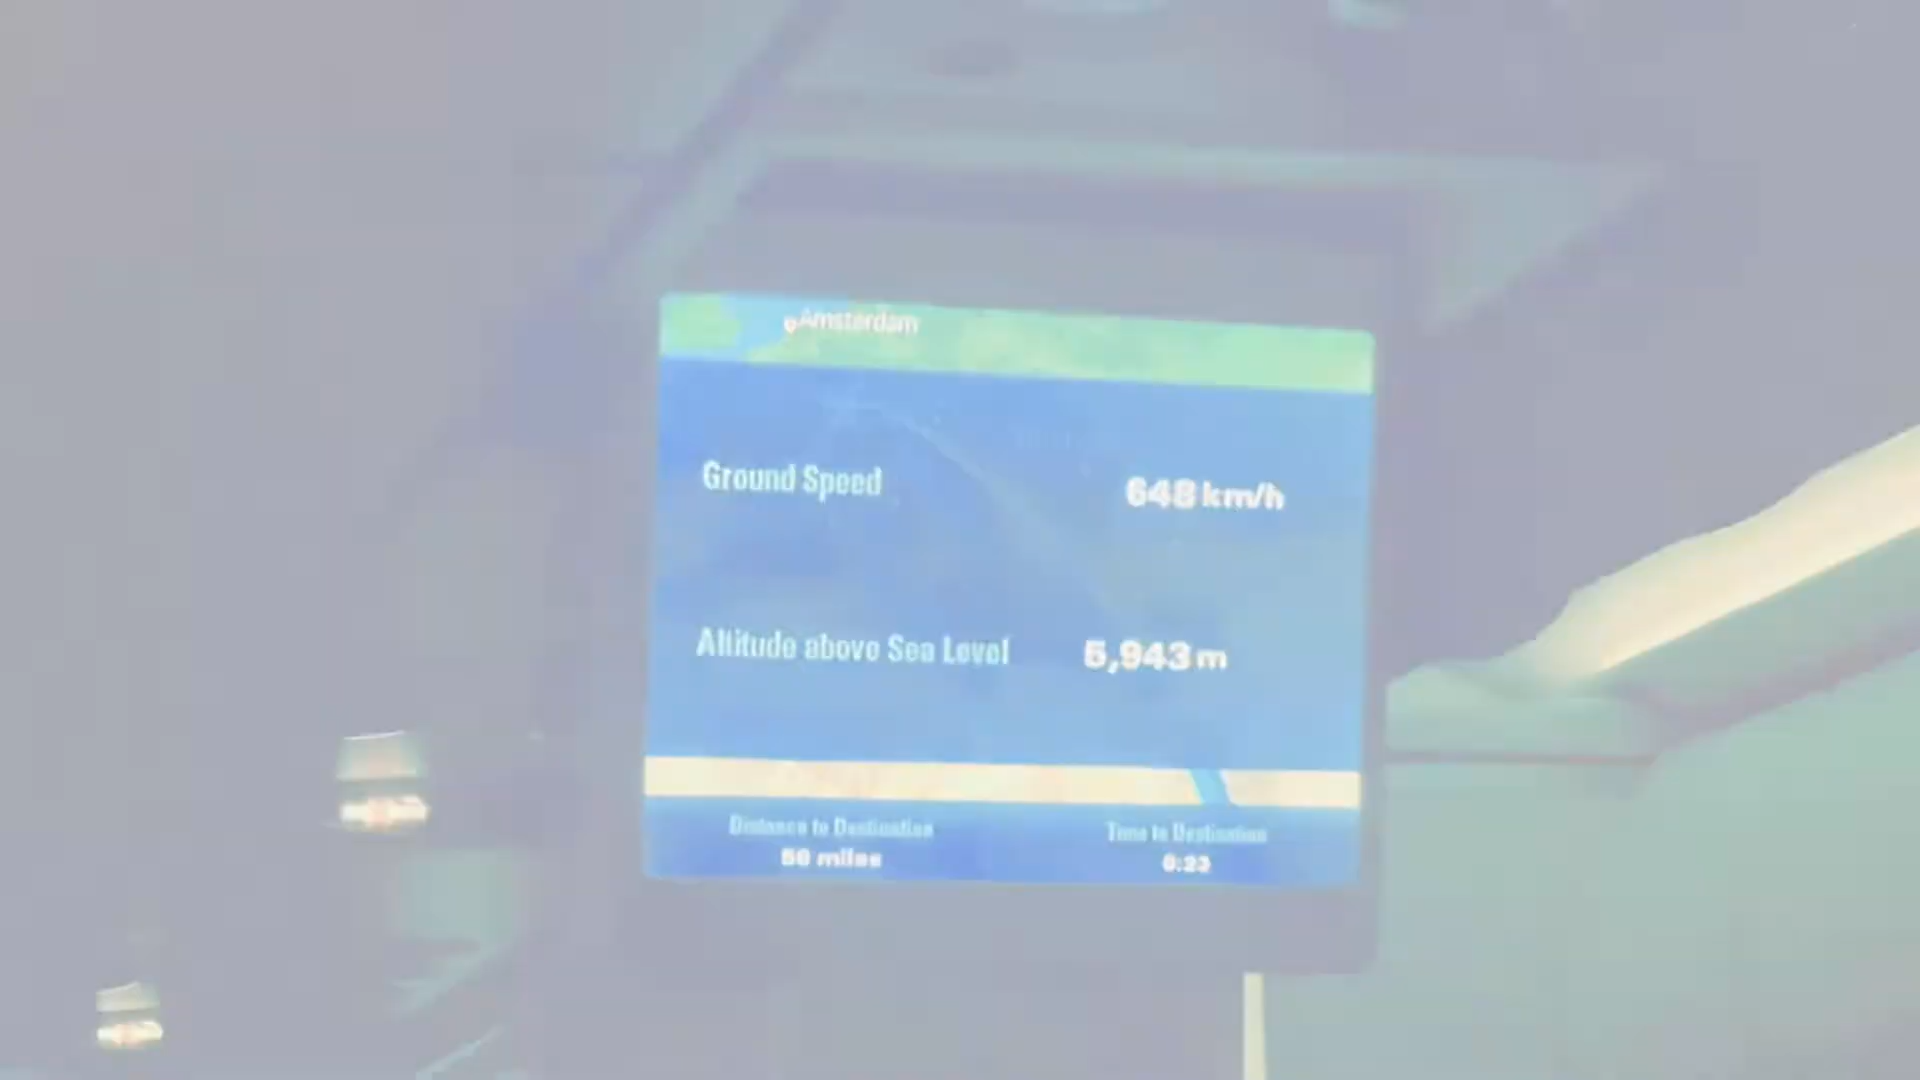 Amsterdam
Ground Speed 648 km/h
Altitude above Sea Level 5,943 m
Distance to Destination Time to Destination
miles 0:23